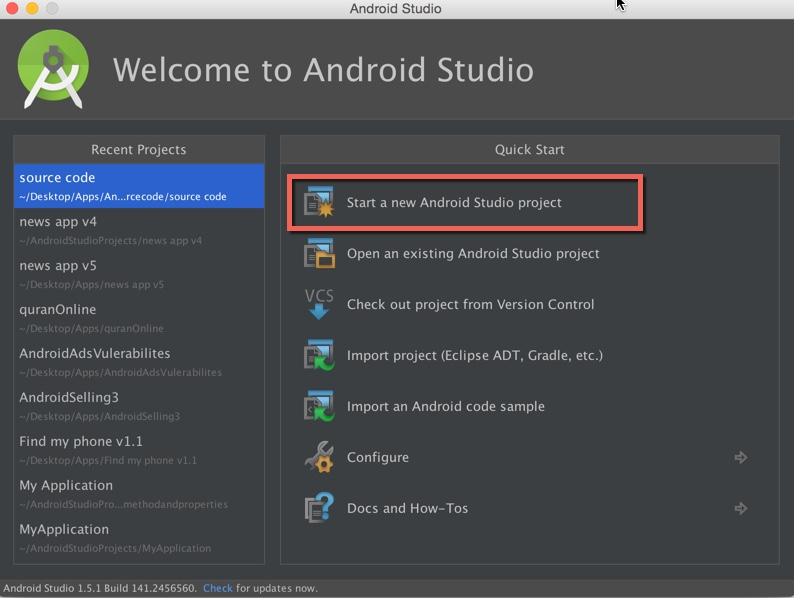 Android Studio
Welcome to Android Studio
Recent Projects
source code
~/Desktop/Apps/An...rcecode/source code
news app v4
~/AndroidStudioProjects/news app v4
news app v5
~/Desktop/Apps/news app v5
quranOnline
~/Desktop/Apps/quranOnline
AndroidAdsVulerabilites
~/Desktop/Apps/AndroidAdsVulerabilites
AndroidSelling3
~/Desktop/Apps/AndroidSelling3
Find my phone v1.1
~/Desktop/Apps/Find my phone v1.1
My Application
~/AndroidStudioPro...methodandproperties
MyApplication
~/AndroidStudioProjects/MyApplication
Quick Start
Start a new Android Studio project
Open an existing Android Studio project
VCS
Check out project from Version Control
Import project (Eclipse ADT, Gradle, etc.)
Import an Android code sample
Configure
Docs and How-Tos
Android Studio 1.5.1 Build 141.2456560. Check for updates now.